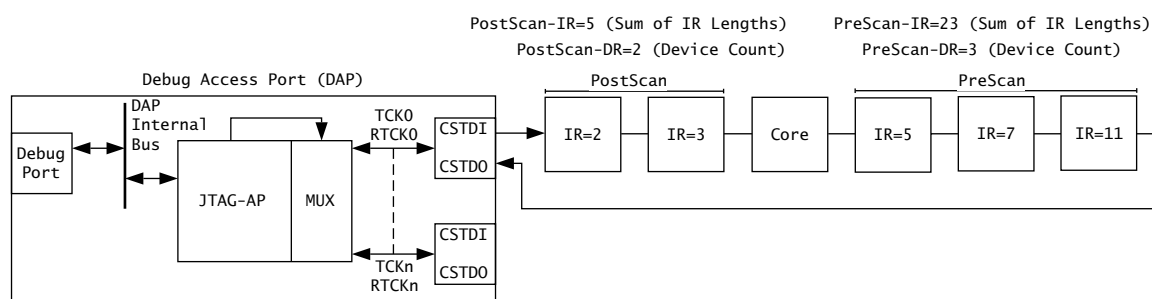 PostScan-IR=5 (Sum of IR Lengths)
PreScan-IR=23 (Sum of IR Lengths)
PostScan-DR=2 (Device Count)
PreScan-DR=3 (Device Count)
Debug Access Port (DAP)
PostScan
PreScan
DAP
Internal
Bus
TCK0
RTCK0
CSTDI
CSTDO
IR=2
IR=3
Core
IR=5
IR=7
IR=11
Debug
Port
JTAG-AP
MUX
CSTDI
CSTDO
TCKn
RTCKn